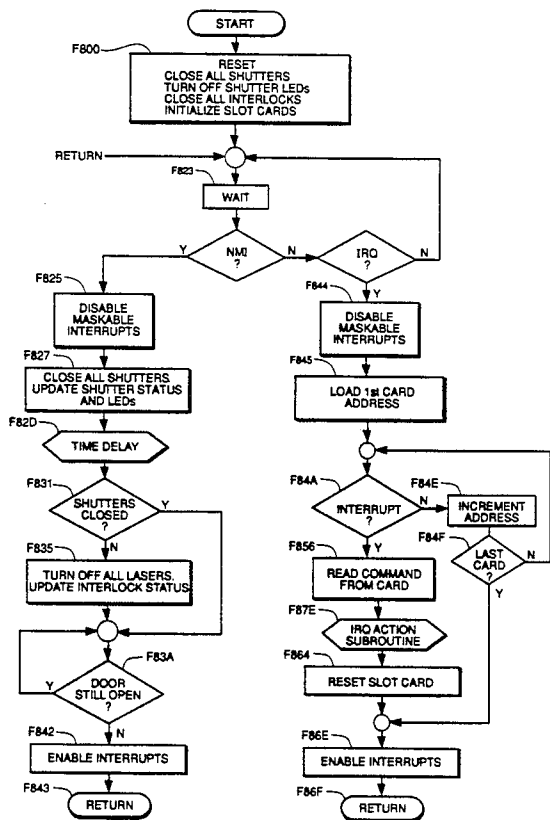 START
F800
RESET
CLOSE ALL SHUTTERS
TURN OFF SHUTTER LEDs
CLOSE ALL INTERLOCKS
INITIALIZE SLOT CARDS
RETURN
F823
WAIT
Y
NMI
?
N
IRQ
?
N
Y
F825
DISABLE
MASKABLE
INTERRUPTS
F827
CLOSE ALL SHUTTERS.
UPDATE SHUTTER STATUS
AND LEDs
F82D
TIME DELAY
F831
SHUTTERS
CLOSED
?
Y
N
F835
TURN OFF ALL LASERS.
UPDATE INTERLOCK STATUS
F83A
DOOR
STILL OPEN
?
Y
N
F842
ENABLE INTERRUPTS
F843
RETURN
F844
DISABLE
MASKABLE
INTERRUPTS
F845
LOAD 1st CARD
ADDRESS
F84A
INTERRUPT
?
N
Y
F84E
INCREMENT
ADDRESS
F84F
LAST
CARD
?
N
Y
F856
READ COMMAND
FROM CARD
F87E
IRQ ACTION
SUBROUTINE
F864
RESET SLOT CARD
F86E
ENABLE INTERRUPTS
F86F
RETURN